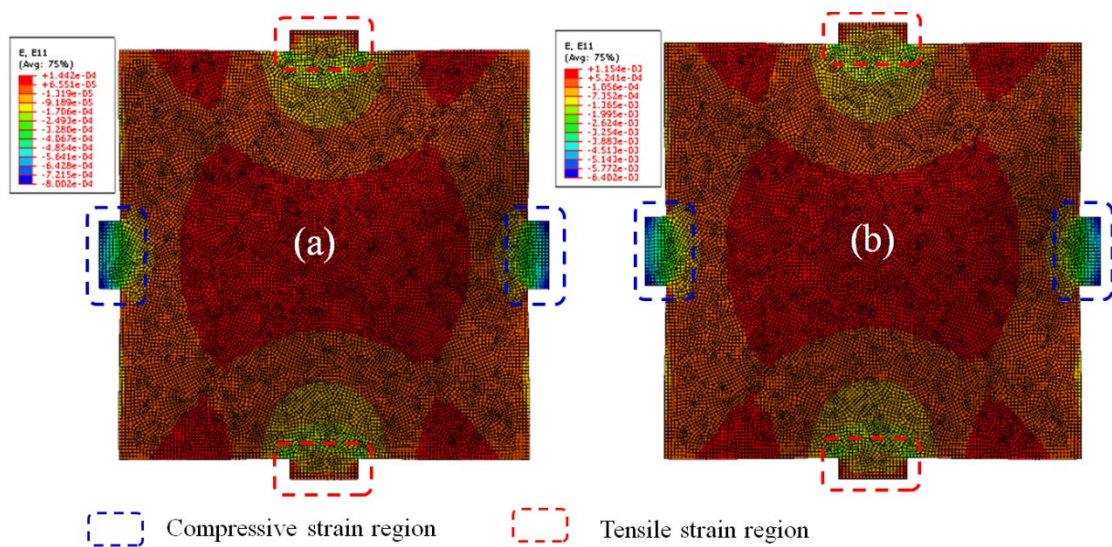 E, E11
(Avg: 75%)
+1.442e-04
+6.551e-05
-1.319e-05
-9.189e-05
-1.706e-04
-2.493e-04
-3.280e-04
-4.067e-04
-4.854e-04
-5.641e-04
-6.428e-04
-7.215e-04
-8.002e-04
(a)
E, E11
(Avg: 75%)
+1.154e-03
+5.241e-04
-1.056e-04
-7.352e-04
-1.365e-03
-1.995e-03
-2.624e-03
-3.254e-03
-3.883e-03
-4.513e-03
-5.143e-03
-5.772e-03
-6.402e-03
(b)
Compressive strain region
Tensile strain region